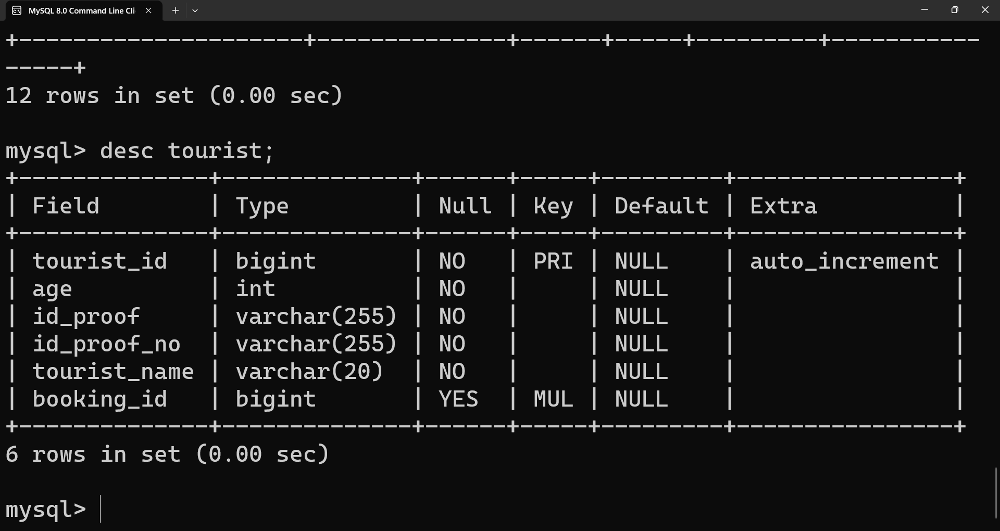 MySQL 8.0 Command Line Cli
+---------------------+--------------+------+-----+---------+-----------
-----+
12 rows in set (0.00 sec)
mysql> desc tourist;
+--------------+--------------+------+-----+---------+----------------+
| Field        | Type         | Null | Key | Default | Extra          |
+--------------+--------------+------+-----+---------+----------------+
| tourist_id   | bigint       | NO   | PRI | NULL    | auto_increment |
| age          | int          | NO   |     | NULL    |                |
| id_proof     | varchar(255) | NO   |     | NULL    |                |
| id_proof_no  | varchar(255) | NO   |     | NULL    |                |
| tourist_name | varchar(20)  | NO   |     | NULL    |                |
| booking_id   | bigint       | YES  | MUL | NULL    |                |
+--------------+--------------+------+-----+---------+----------------+
6 rows in set (0.00 sec)
mysql>